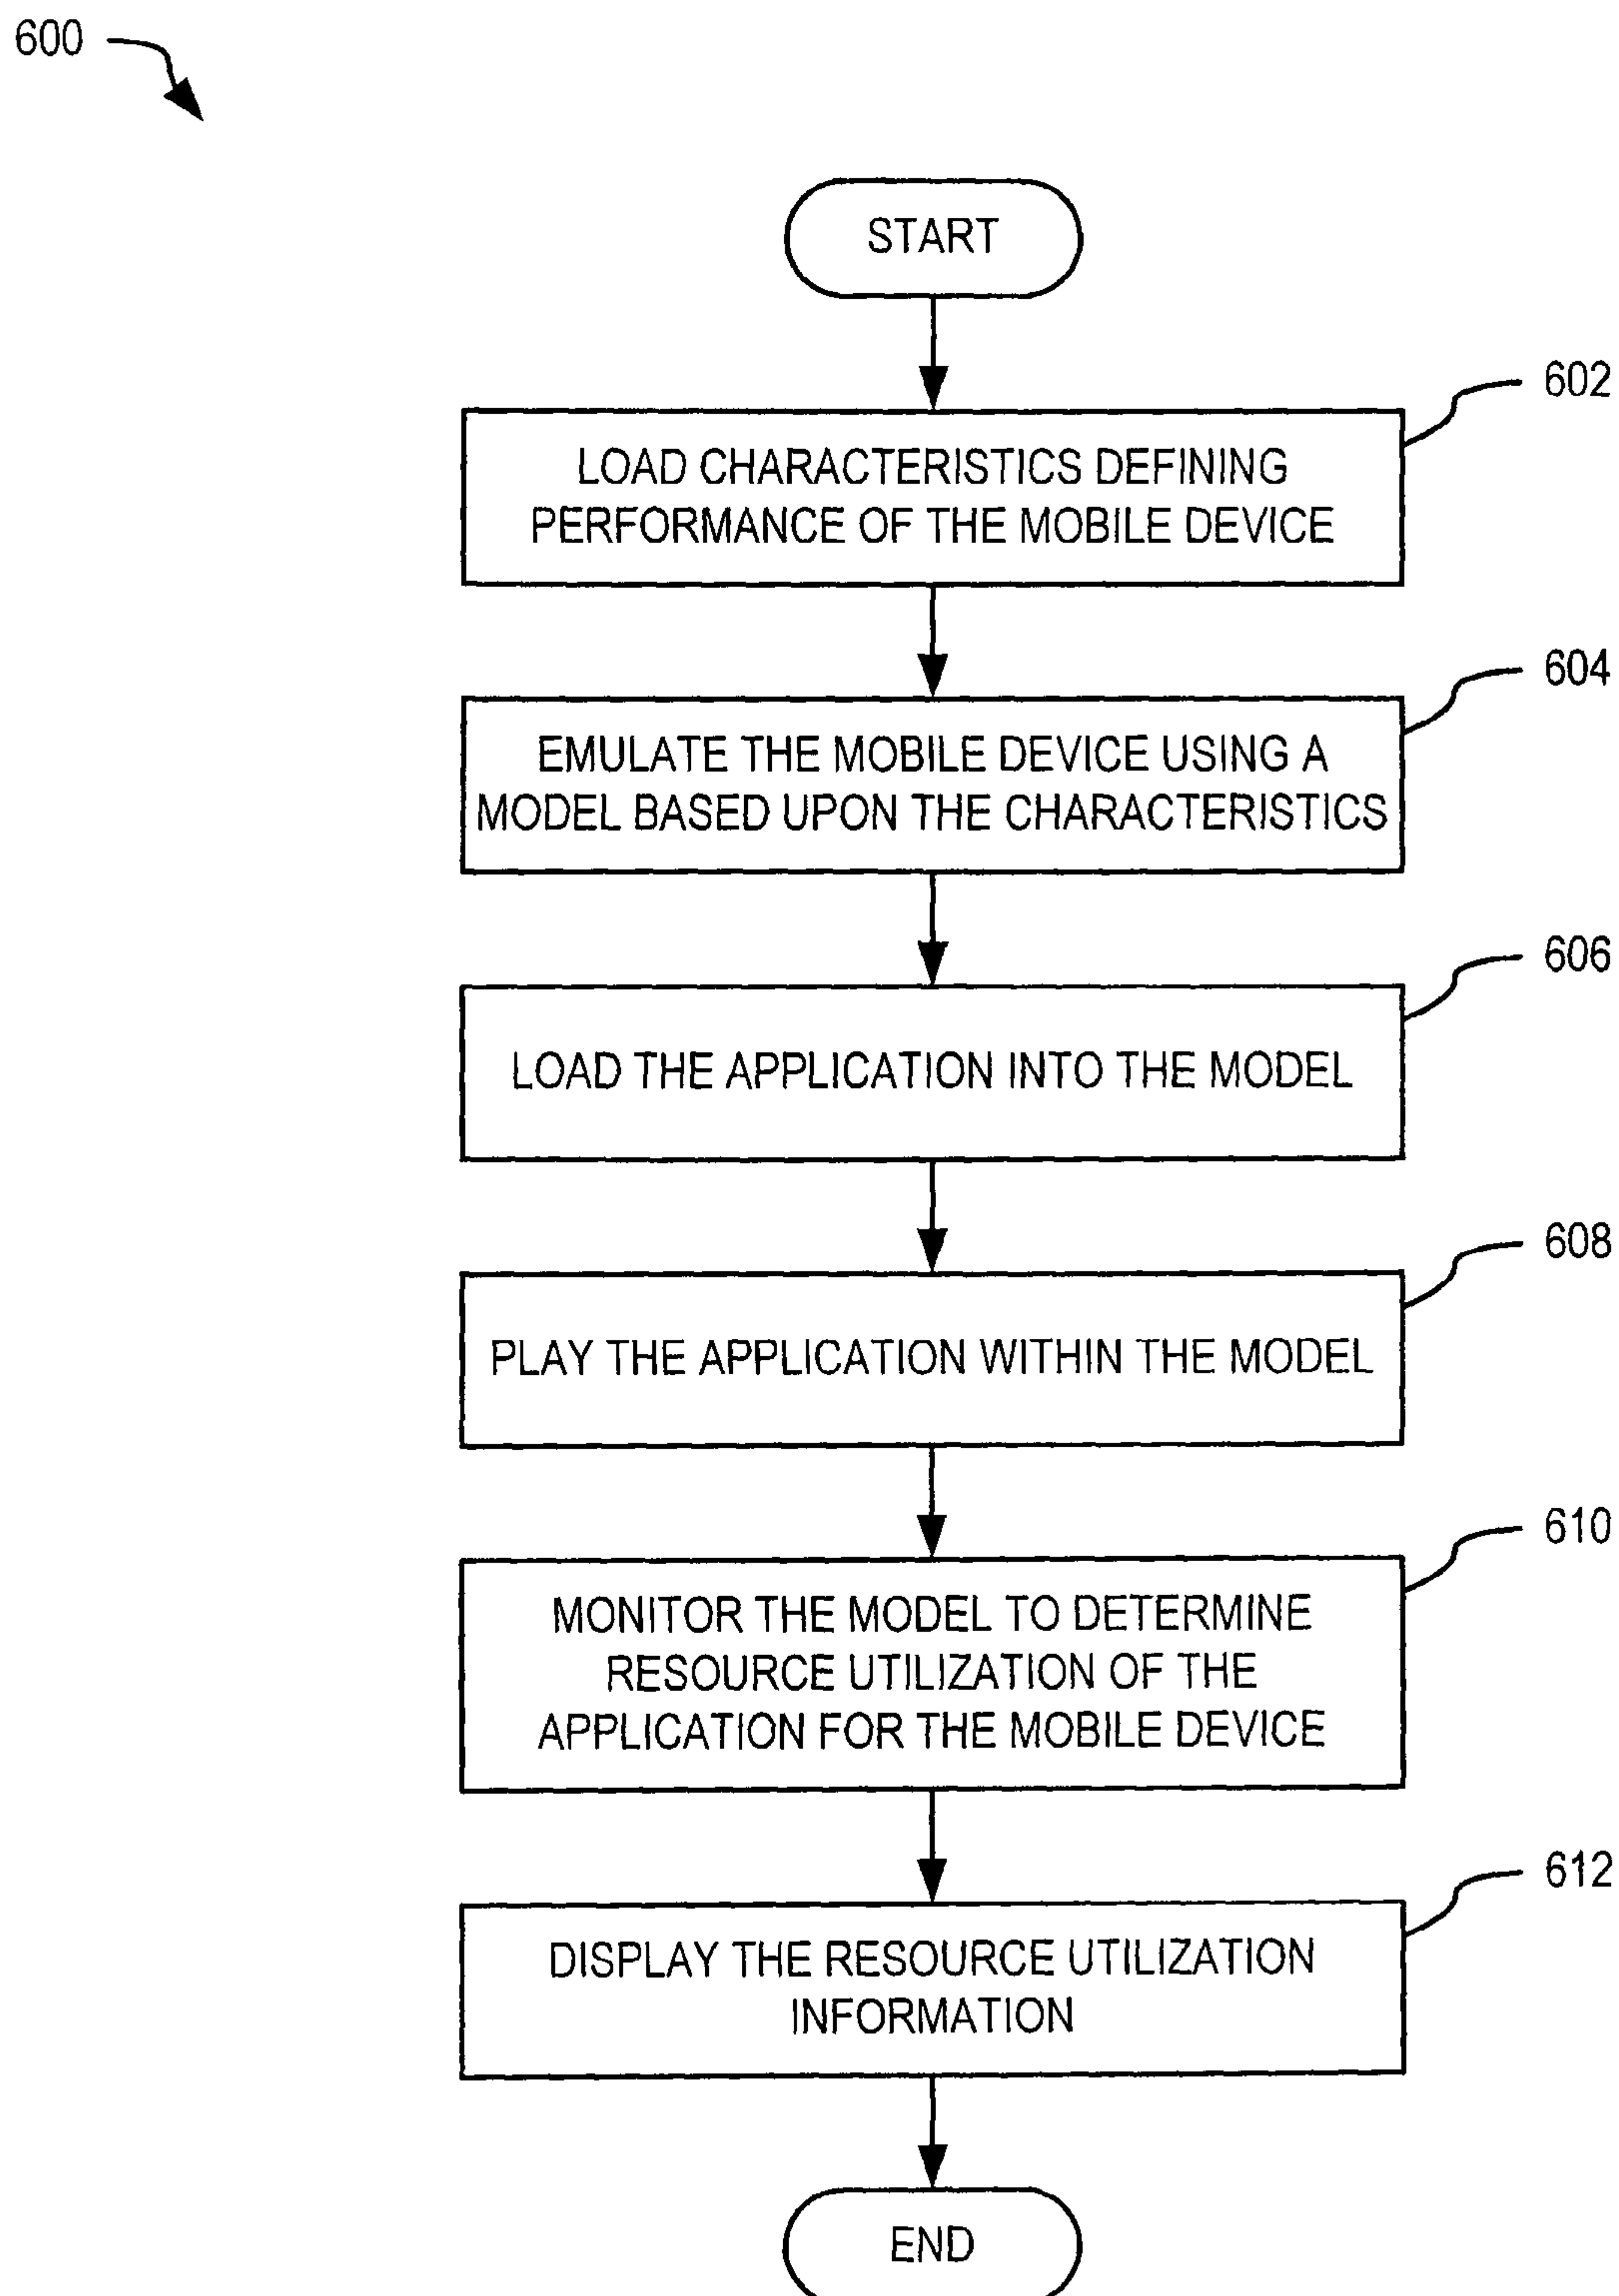 600
START
602
LOAD CHARACTERISTICS DEFINING
PERFORMANCE OF THE MOBILE DEVICE
604
EMULATE THE MOBILE DEVICE USING A
MODEL BASED UPON THE CHARACTERISTICS
606
LOAD THE APPLICATION INTO THE MODEL
608
PLAY THE APPLICATION WITHIN THE MODEL
610
MONITOR THE MODEL TO DETERMINE
RESOURCE UTILIZATION OF THE
APPLICATION FOR THE MOBILE DEVICE
612
DISPLAY THE RESOURCE UTILIZATION
INFORMATION
END